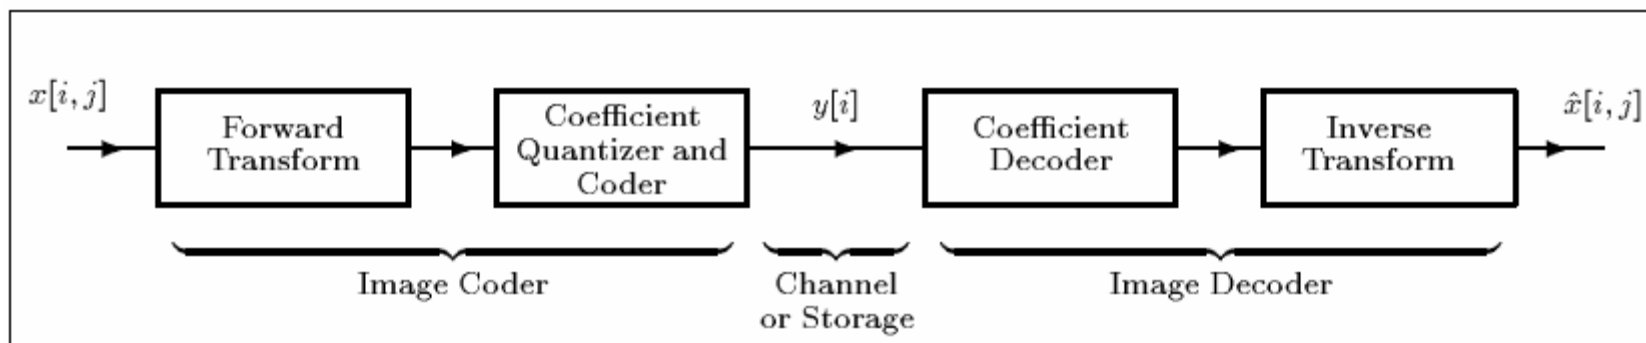 x[i, j]
Forward
Transform
Coefficient
Quantizer and
Coder
y[i]
Coefficient
Decoder
Inverse
Transform
x̂[i, j]
Image Coder
Channel
or Storage
Image Decoder